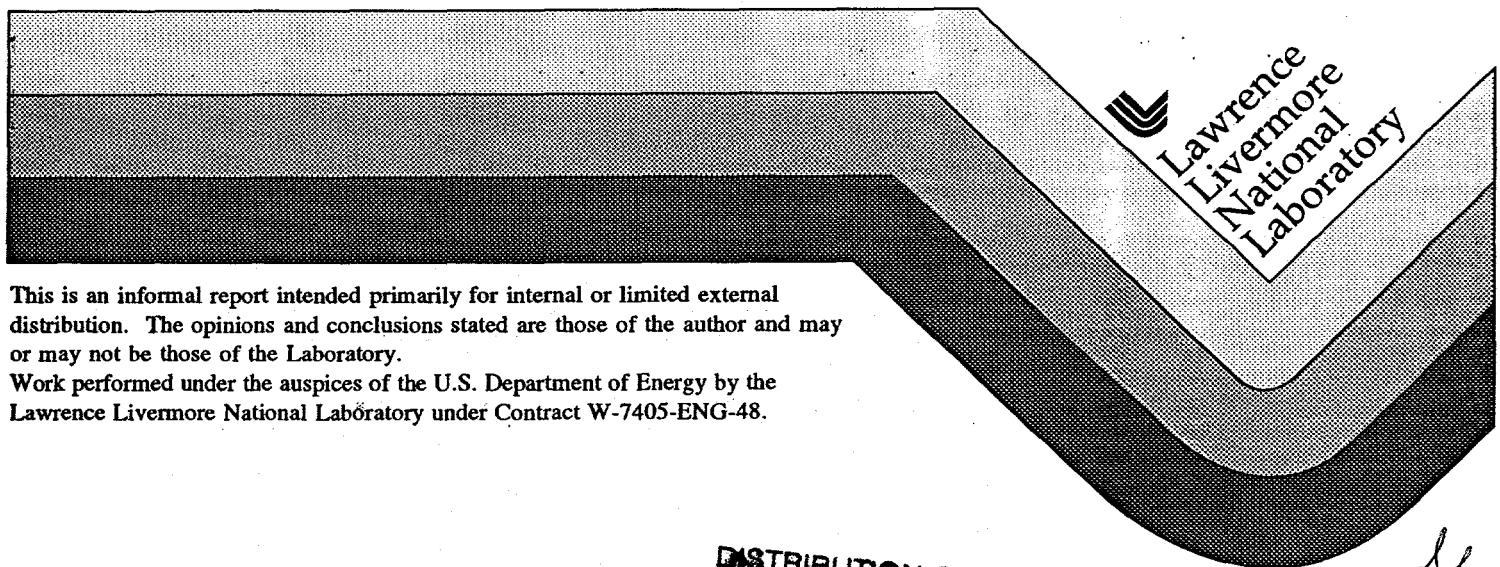 Lawrence
Livermore
National
Laboratory
This is an informal report intended primarily for internal or limited external
distribution. The opinions and conclusions stated are those of the author and may
or may not be those of the Laboratory.
Work performed under the auspices of the U.S. Department of Energy by the
Lawrence Livermore National Laboratory under Contract W-7405-ENG-48.